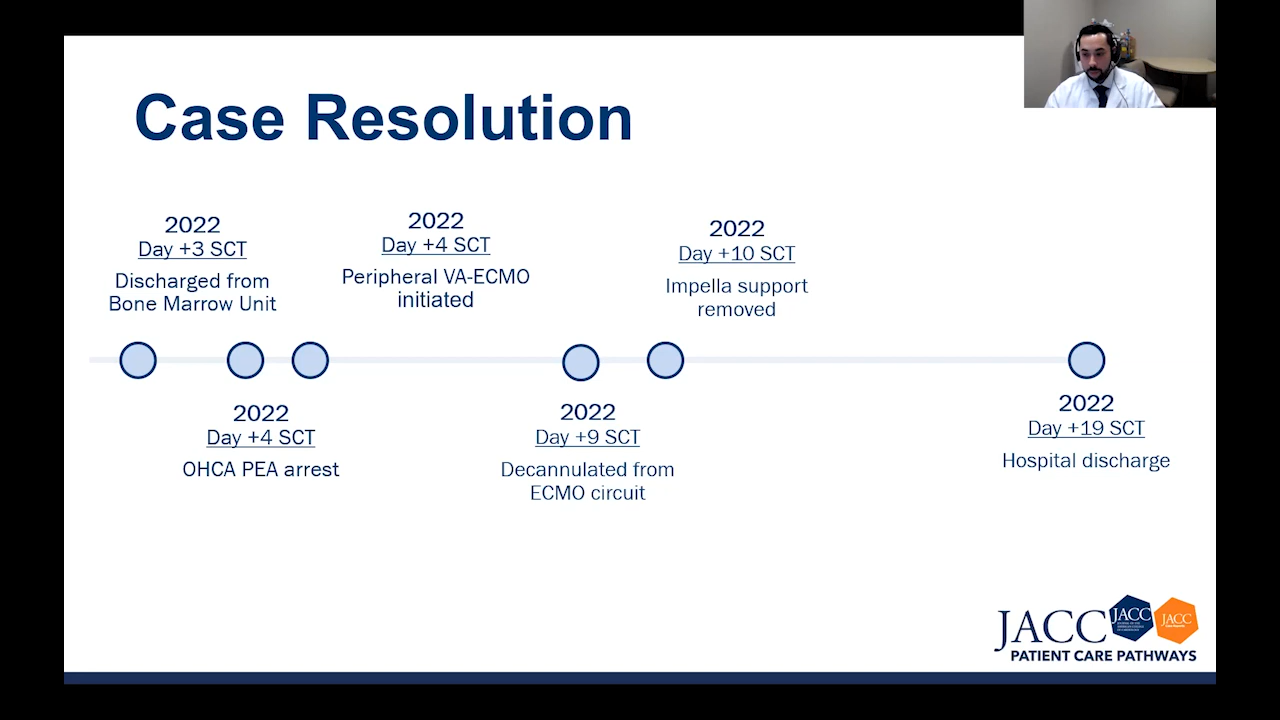 Case Resolution
2022
Day +3 SCT
Discharged from
Bone Marrow Unit
2022
Day +4 SCT
OHCA PEA arrest
2022
Day +4 SCT
Peripheral VA-ECMO
initiated
2022
Day +9 SCT
Decannulated from
ECMO circuit
2022
Day +10 SCT
Impella support
removed
2022
Day +19 SCT
Hospital discharge
JACC
JACC
JACC
PATIENT CARE PATHWAYS